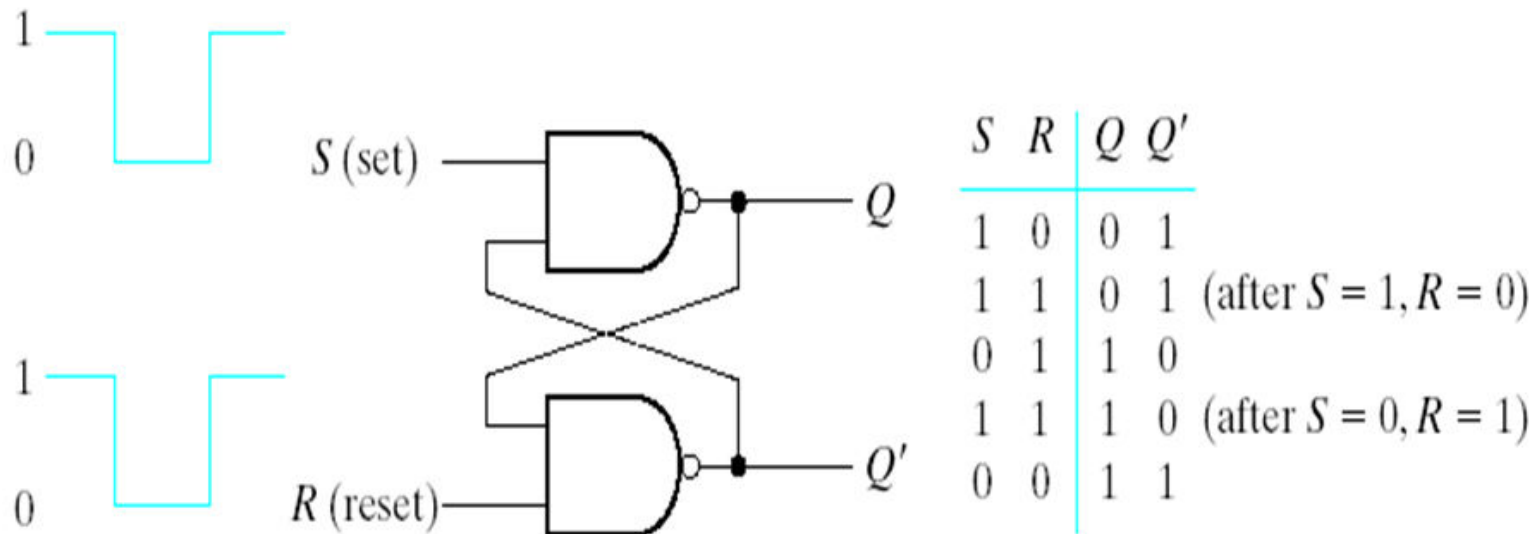 1
0
S (set)
Q
1
0
R (reset)
Q'
S R Q Q'
1 0 0 1
1 1 0 1 (after S = 1, R = 0)
0 1 1 0
1 1 1 0 (after S = 0, R = 1)
0 0 1 1